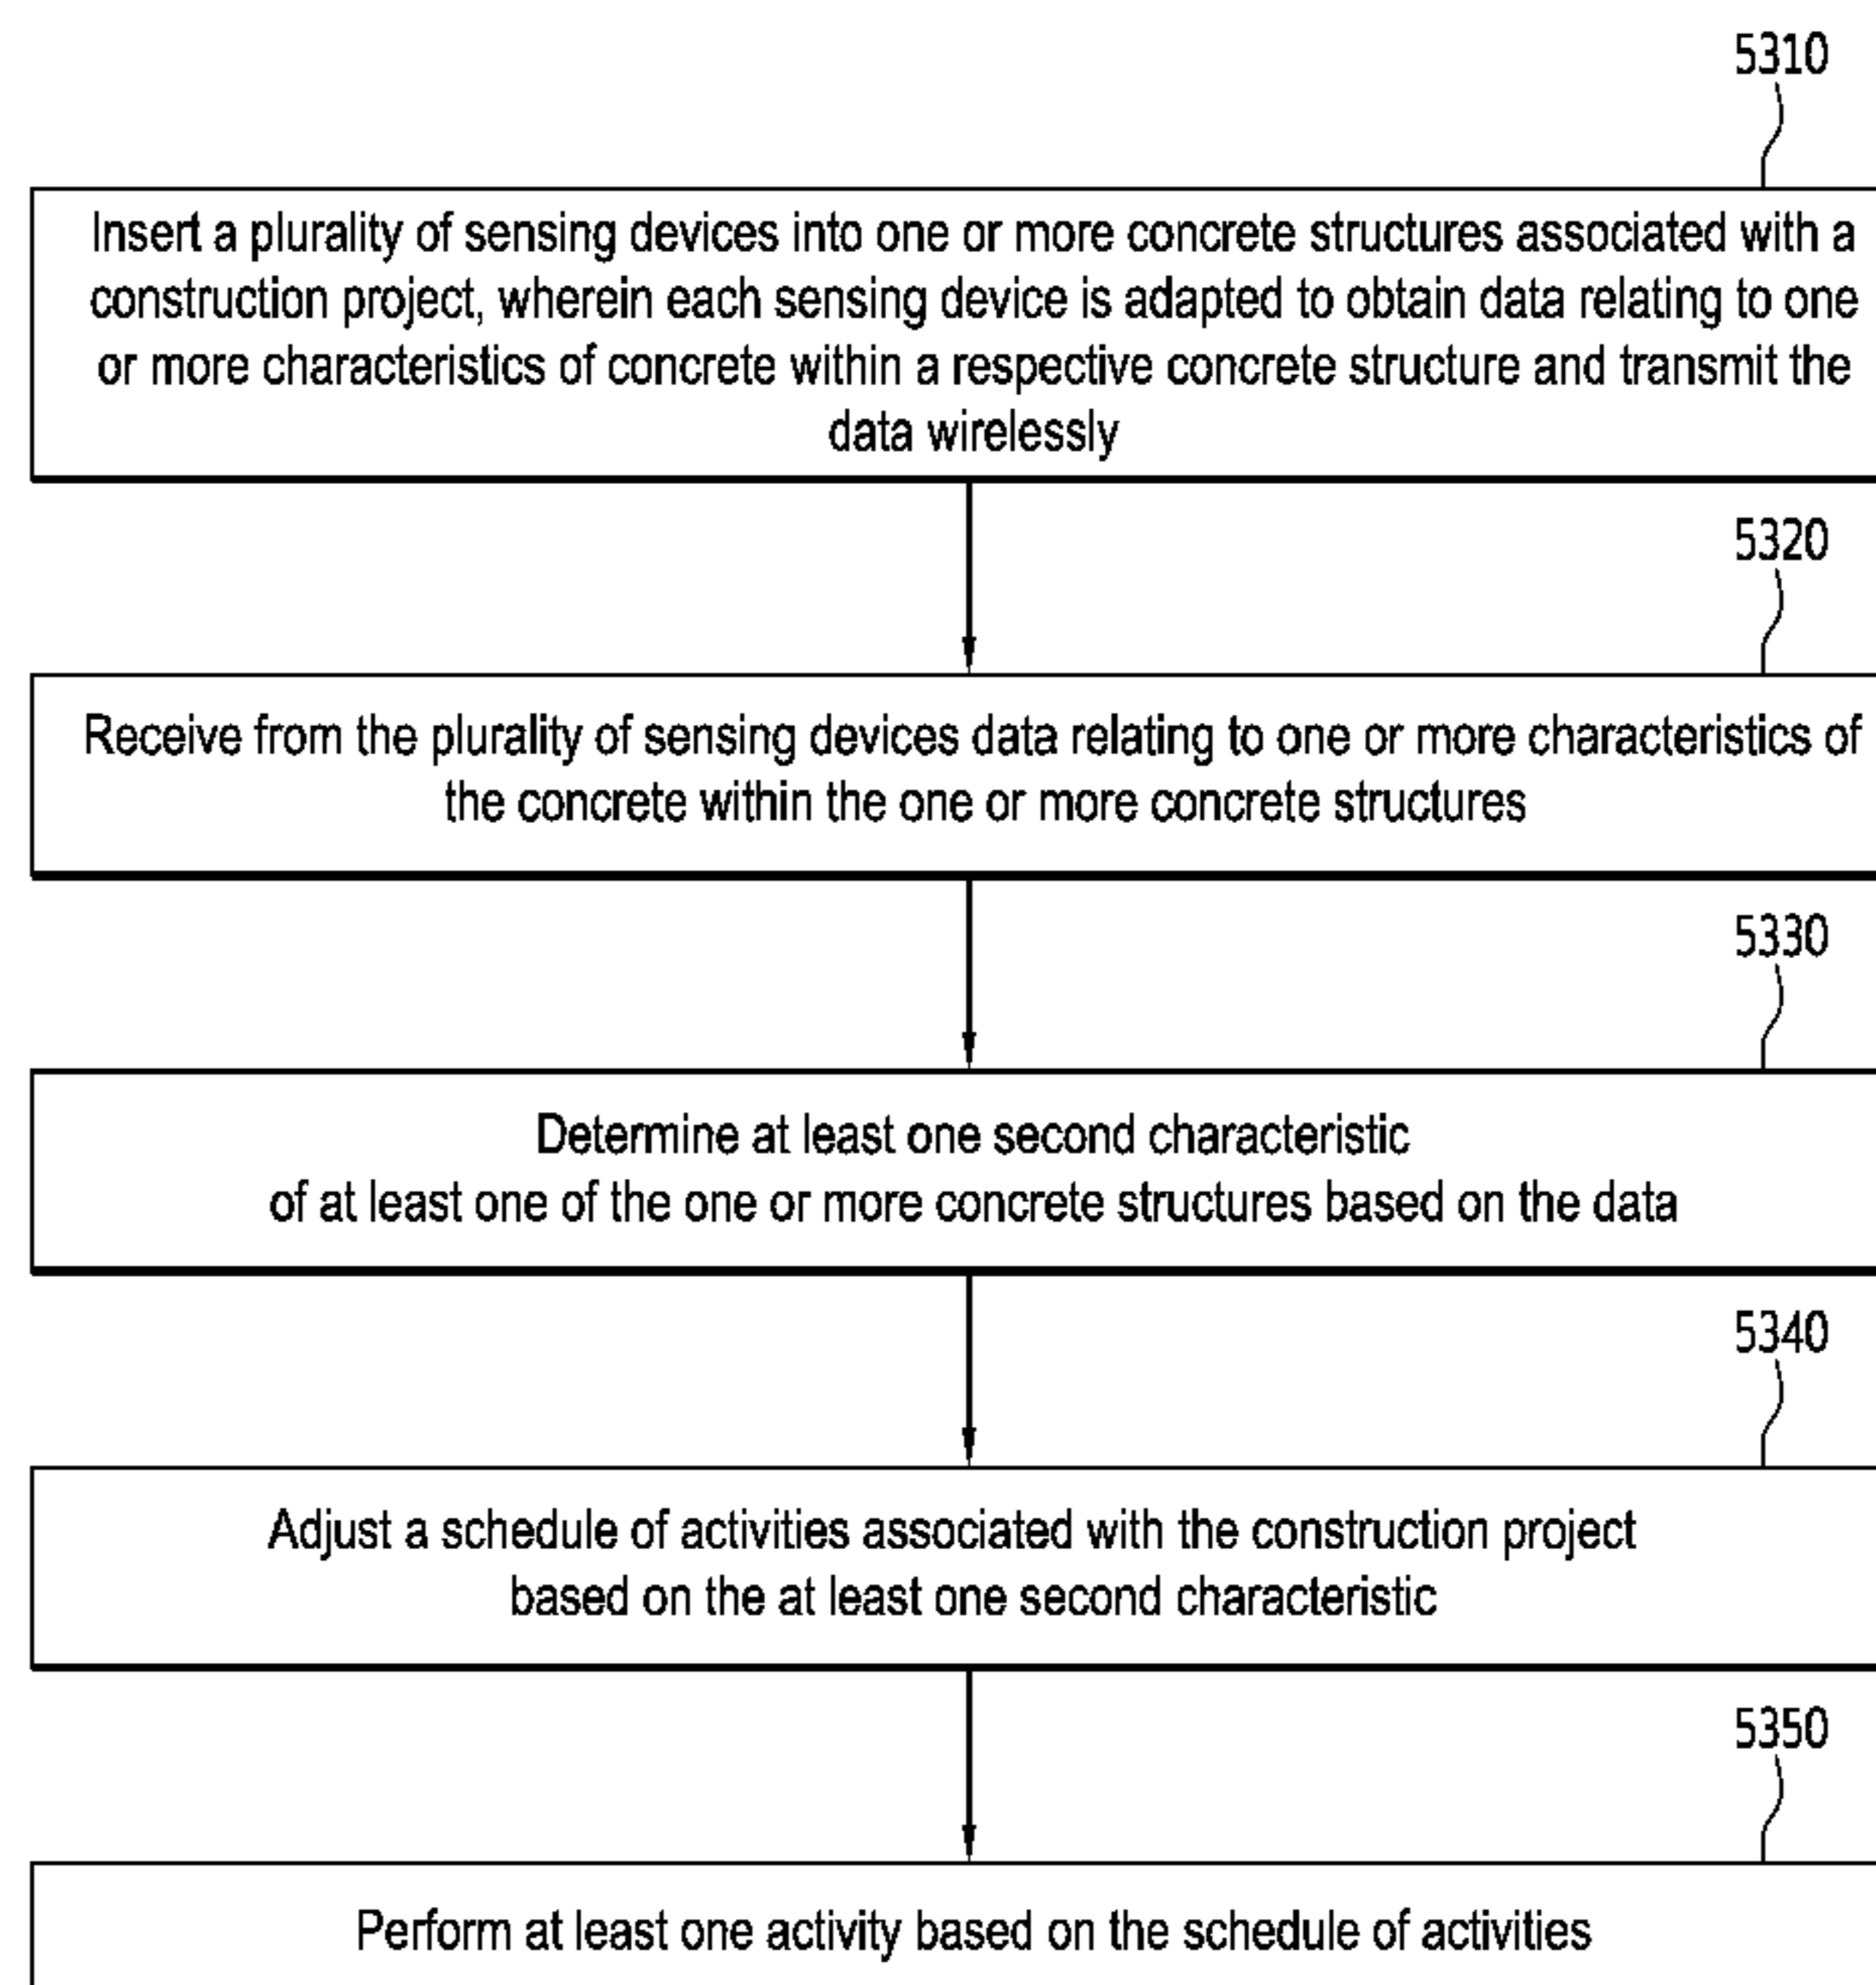 5310
Insert a plurality of sensing devices into one or more concrete structures associated with a
construction project, wherein each sensing device is adapted to obtain data relating to one
or more characteristics of concrete within a respective concrete structure and transmit the
data wirelessly
5320
Receive from the plurality of sensing devices data relating to one or more characteristics of
the concrete within the one or more concrete structures
5330
Determine at least one second characteristic
of at least one of the one or more concrete structures based on the data
5340
Adjust a schedule of activities associated with the construction project
based on the at least one second characteristic
5350
Perform at least one activity based on the schedule of activities